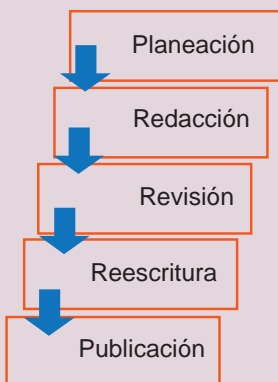 Planeación
Redacción
Revisión
Reescritura
Publicación